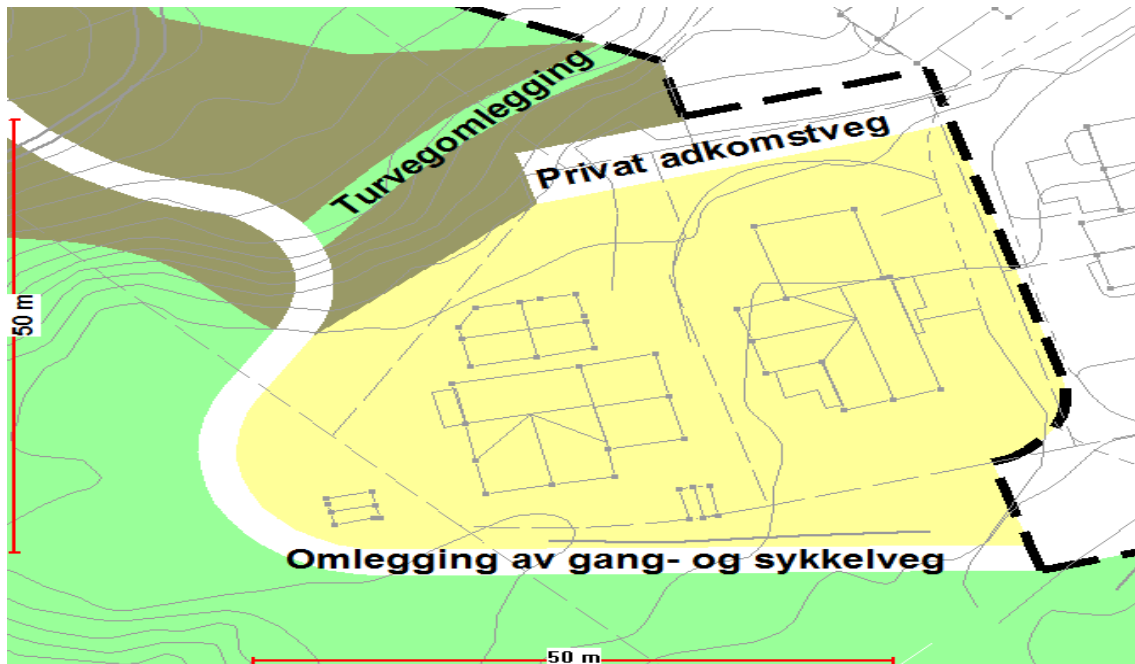 Turvegomlegging
Privat adkomstveg
50 m
Omlegging av gang- og sykkelveg
50 m